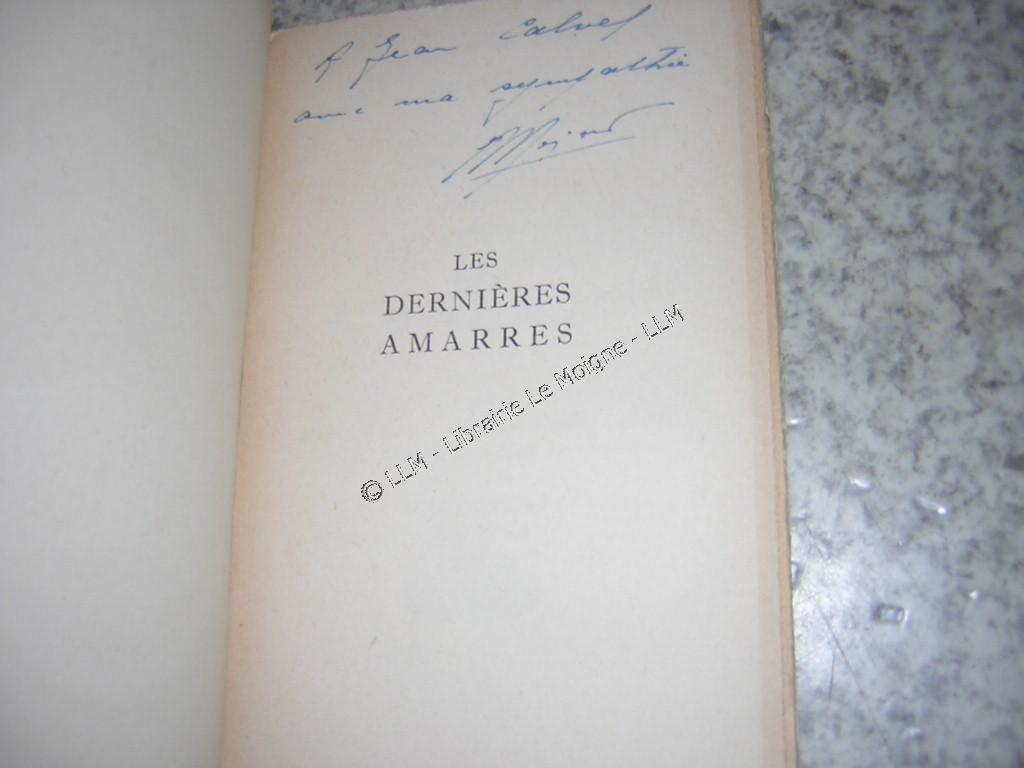 A Jean Calvet
avec ma sympathie
LES
DERNIÈRES
AMARRES
© LLM - Librairie Le Moigne - LLM